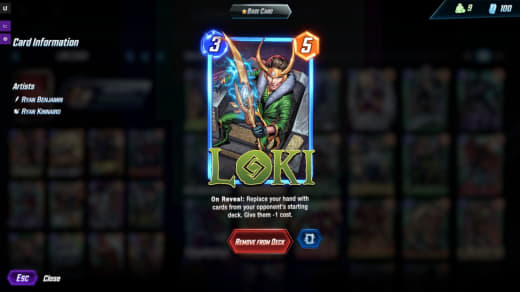 Base Card
9
100
Card Information
3
5
Artists
Ryan Benjamin
Ryan Kinnaird
LOKI
On Reveal: Replace your hand with
cards from your opponent's starting
deck. Give them -1 cost.
Remove from Deck
Esc
Close